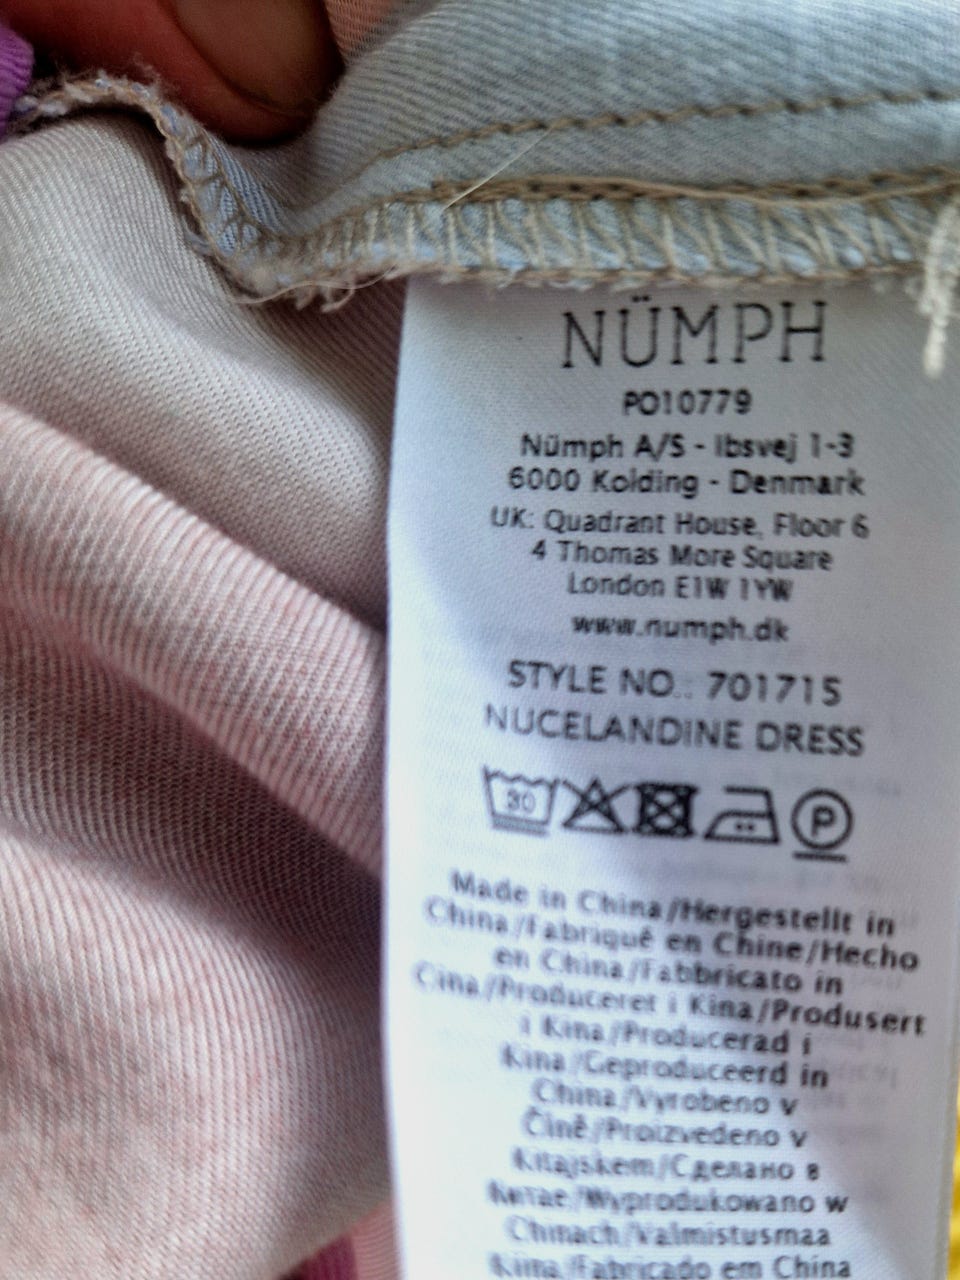 NÜMPH
PO10779
Nümph A/S - Ibsvej 1-3
6000 Kolding - Denmark
UK: Quadrant House, Floor 6
4 Thomas More Square
London E1W 1YW
www.numph.dk
STYLE NO.: 701715
NUCELANDINE DRESS
30
P
Made in China/Hergestellt in
China/Fabriqué en Chine/Hecho
en China/Fabbricato in
Cina/Produceret i Kina/Produsert
i Kina/Producerad i
Kina/Geproduceerd in
China/Vyrobeno v
Číně/Proizvedeno v
Kitajskem/Сделано в
Китае/Wyprodukowano w
Chinach/Valmistusmaa
Kiina/Fabricado em China